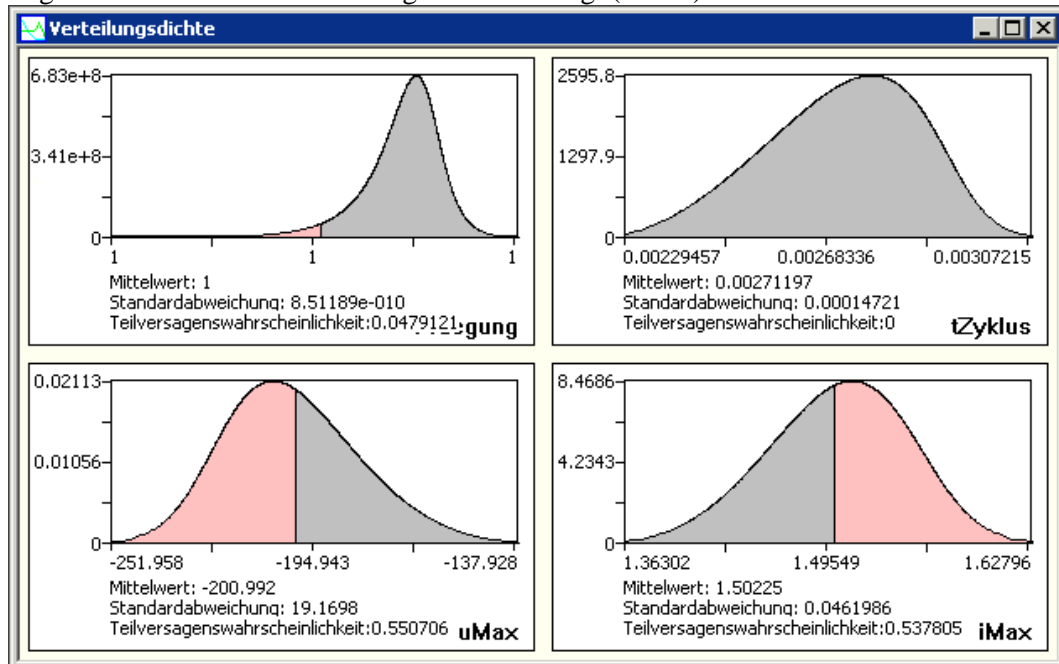 Verteilungsdichte
6.83e+8
3.41e+8
0
1 1 1
Mittelwert: 1
Standardabweichung: 8.51189e-010
Teilversagenswahrscheinlichkeit:0.0479121
gung
2595.8
1297.9
0
0.00229457 0.00268336 0.00307215
Mittelwert: 0.00271197
Standardabweichung: 0.00014721
Teilversagenswahrscheinlichkeit:0
tZyklus
0.02113
0.01056
0
-251.958 -194.943 -137.928
Mittelwert: -200.992
Standardabweichung: 19.1698
Teilversagenswahrscheinlichkeit:0.550706
uMax
8.4686
4.2343
0
1.36302 1.49549 1.62796
Mittelwert: 1.50225
Standardabweichung: 0.0461986
Teilversagenswahrscheinlichkeit:0.537805
iMax